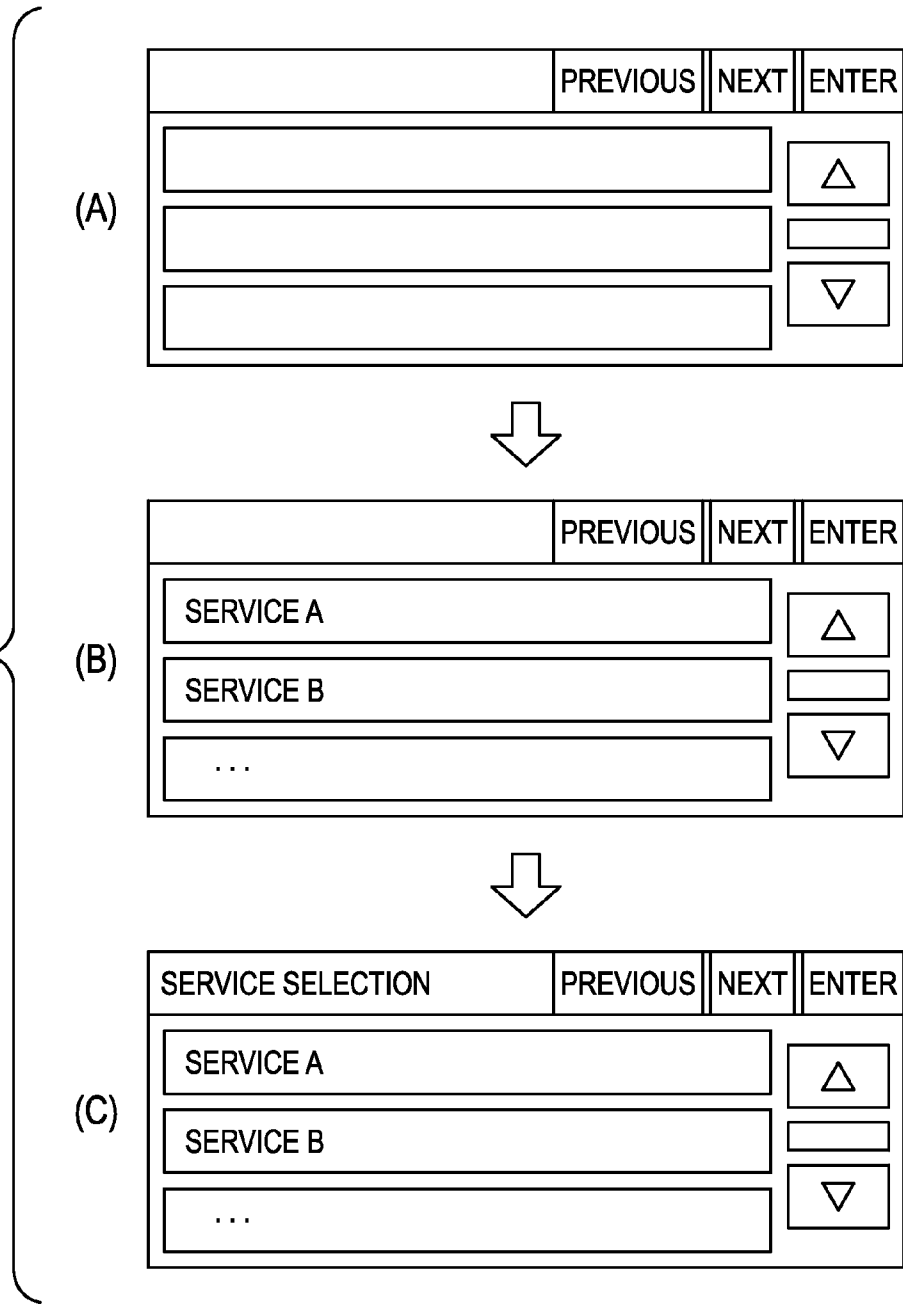 PREVIOUS NEXT ENTER
(A)
PREVIOUS NEXT ENTER
SERVICE A
(B)
SERVICE B
...
SERVICE SELECTION PREVIOUS NEXT ENTER
SERVICE A
(C)
SERVICE B
...